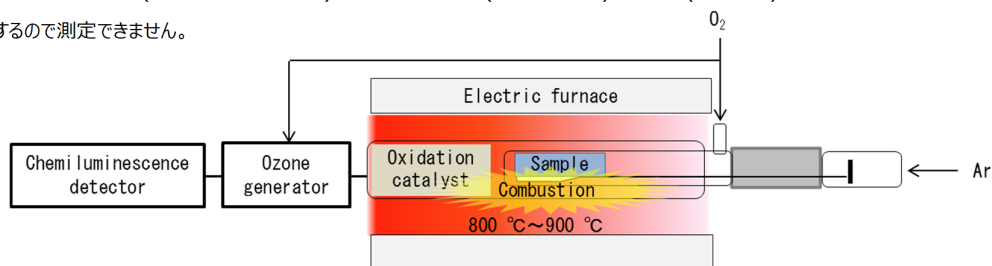 するので測定できません。
O2
Electric furnace
Chemiluminescence
detector
Ozone
generator
Oxidation
catalyst
Sample
Combustion
Ar
800 ℃～900 ℃